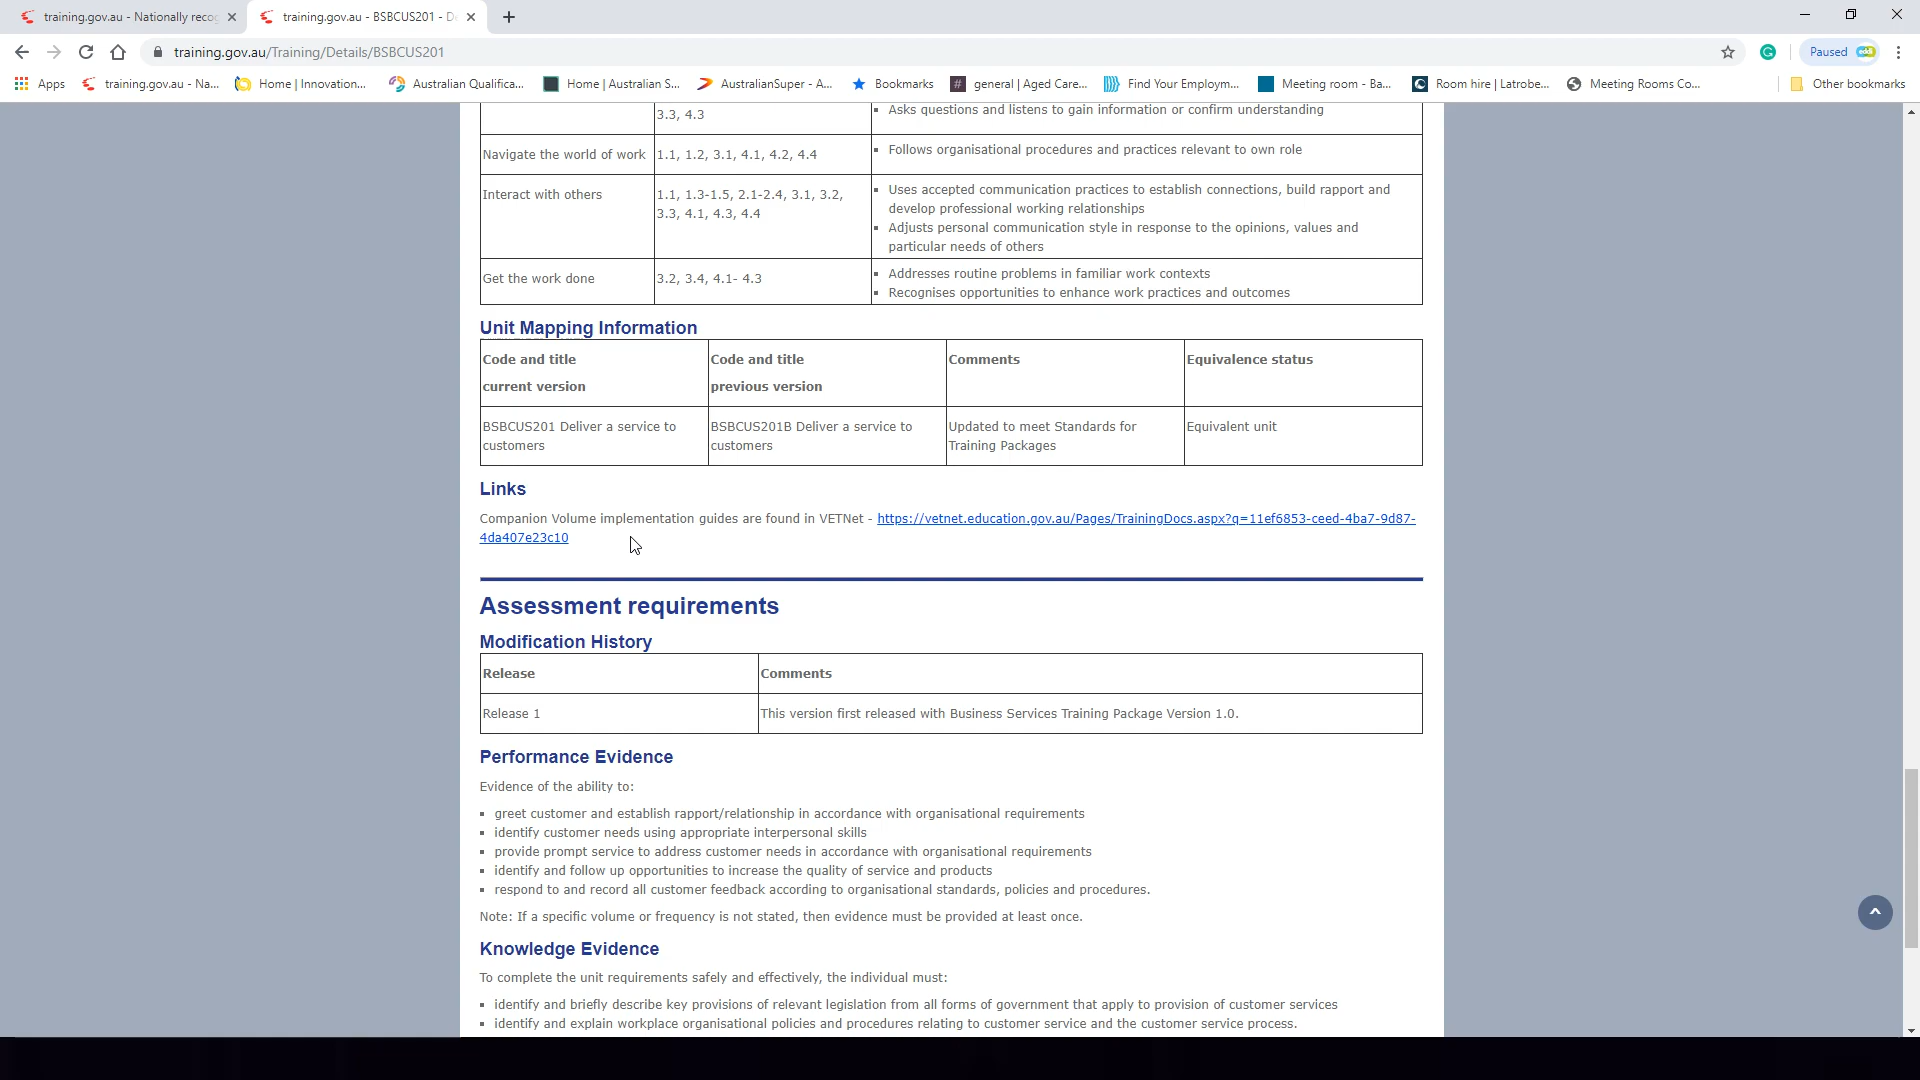 training.gov.au - Nationally recog
training.gov.au - BSBCUS201 - De
training.gov.au/Training/Details/BSBCUS201
Paused
Apps
training.gov.au - Na...
Home | Innovation...
Australian Qualifica...
Home | Australian S...
AustralianSuper - A...
Bookmarks
general | Aged Care...
Find Your Employm...
Meeting room - Ba...
Room hire | Latrobe...
Meeting Rooms Co...
Other bookmarks
3.3, 4.3
Asks questions and listens to gain information or confirm understanding
Navigate the world of work
1.1, 1.2, 3.1, 4.1, 4.2, 4.4
Follows organisational procedures and practices relevant to own role
Interact with others
1.1, 1.3-1.5, 2.1-2.4, 3.1, 3.2,
3.3, 4.1, 4.3, 4.4
Uses accepted communication practices to establish connections, build rapport and
develop professional working relationships
Adjusts personal communication style in response to the opinions, values and
particular needs of others
Get the work done
3.2, 3.4, 4.1- 4.3
Addresses routine problems in familiar work contexts
Recognises opportunities to enhance work practices and outcomes
Unit Mapping Information
Code and title
current version
Code and title
previous version
Comments
Equivalence status
BSBCUS201 Deliver a service to
customers
BSBCUS201B Deliver a service to
customers
Updated to meet Standards for
Training Packages
Equivalent unit
Links
Companion Volume implementation guides are found in VETNet - https://vetnet.education.gov.au/Pages/TrainingDocs.aspx?q=11ef6853-ceed-4ba7-9d87-
4da407e23c10
Assessment requirements
Modification History
Release
Comments
Release 1
This version first released with Business Services Training Package Version 1.0.
Performance Evidence
Evidence of the ability to:
greet customer and establish rapport/relationship in accordance with organisational requirements
identify customer needs using appropriate interpersonal skills
provide prompt service to address customer needs in accordance with organisational requirements
identify and follow up opportunities to increase the quality of service and products
respond to and record all customer feedback according to organisational standards, policies and procedures.
Note: If a specific volume or frequency is not stated, then evidence must be provided at least once.
Knowledge Evidence
To complete the unit requirements safely and effectively, the individual must:
identify and briefly describe key provisions of relevant legislation from all forms of government that apply to provision of customer services
identify and explain workplace organisational policies and procedures relating to customer service and the customer service process.